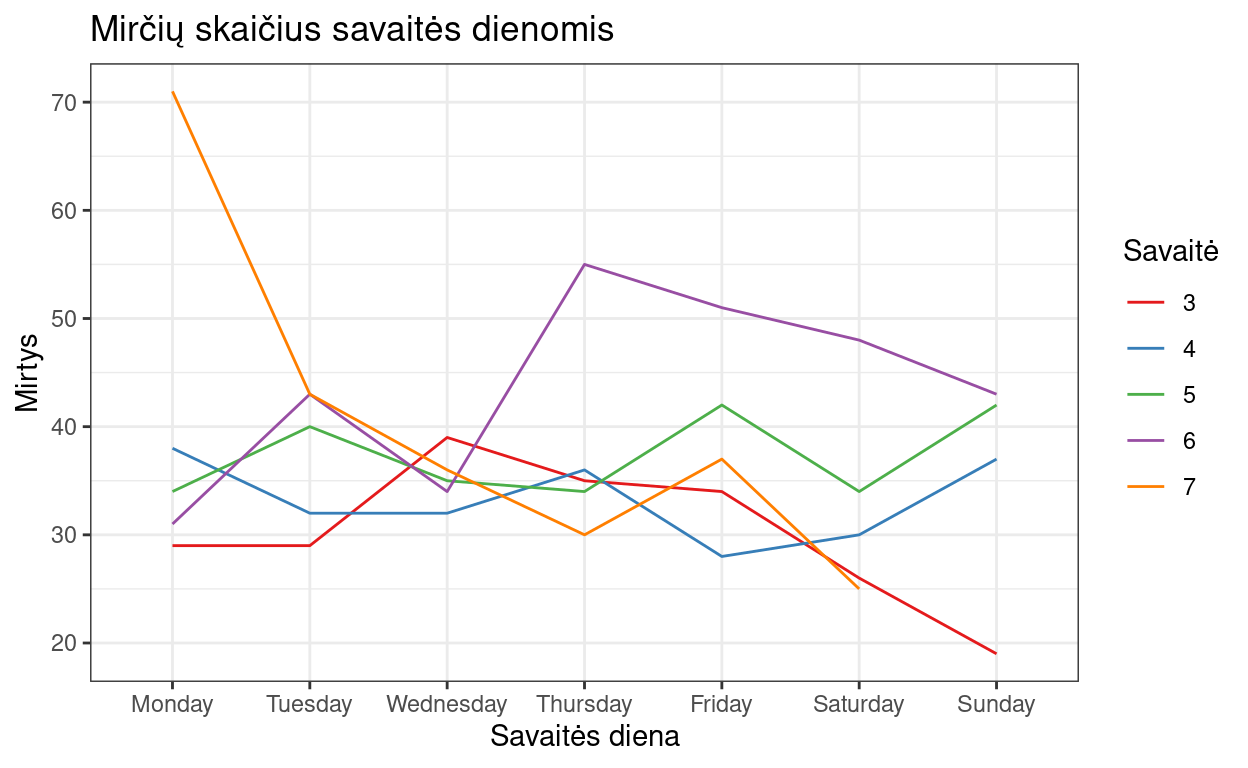 Mirčių skaičius savaitės dienomis
Mirtys
70
60
50
40
30
20
Monday Tuesday Wednesday Thursday Friday Saturday Sunday
Savaitės diena
Savaitė
3
4
5
6
7